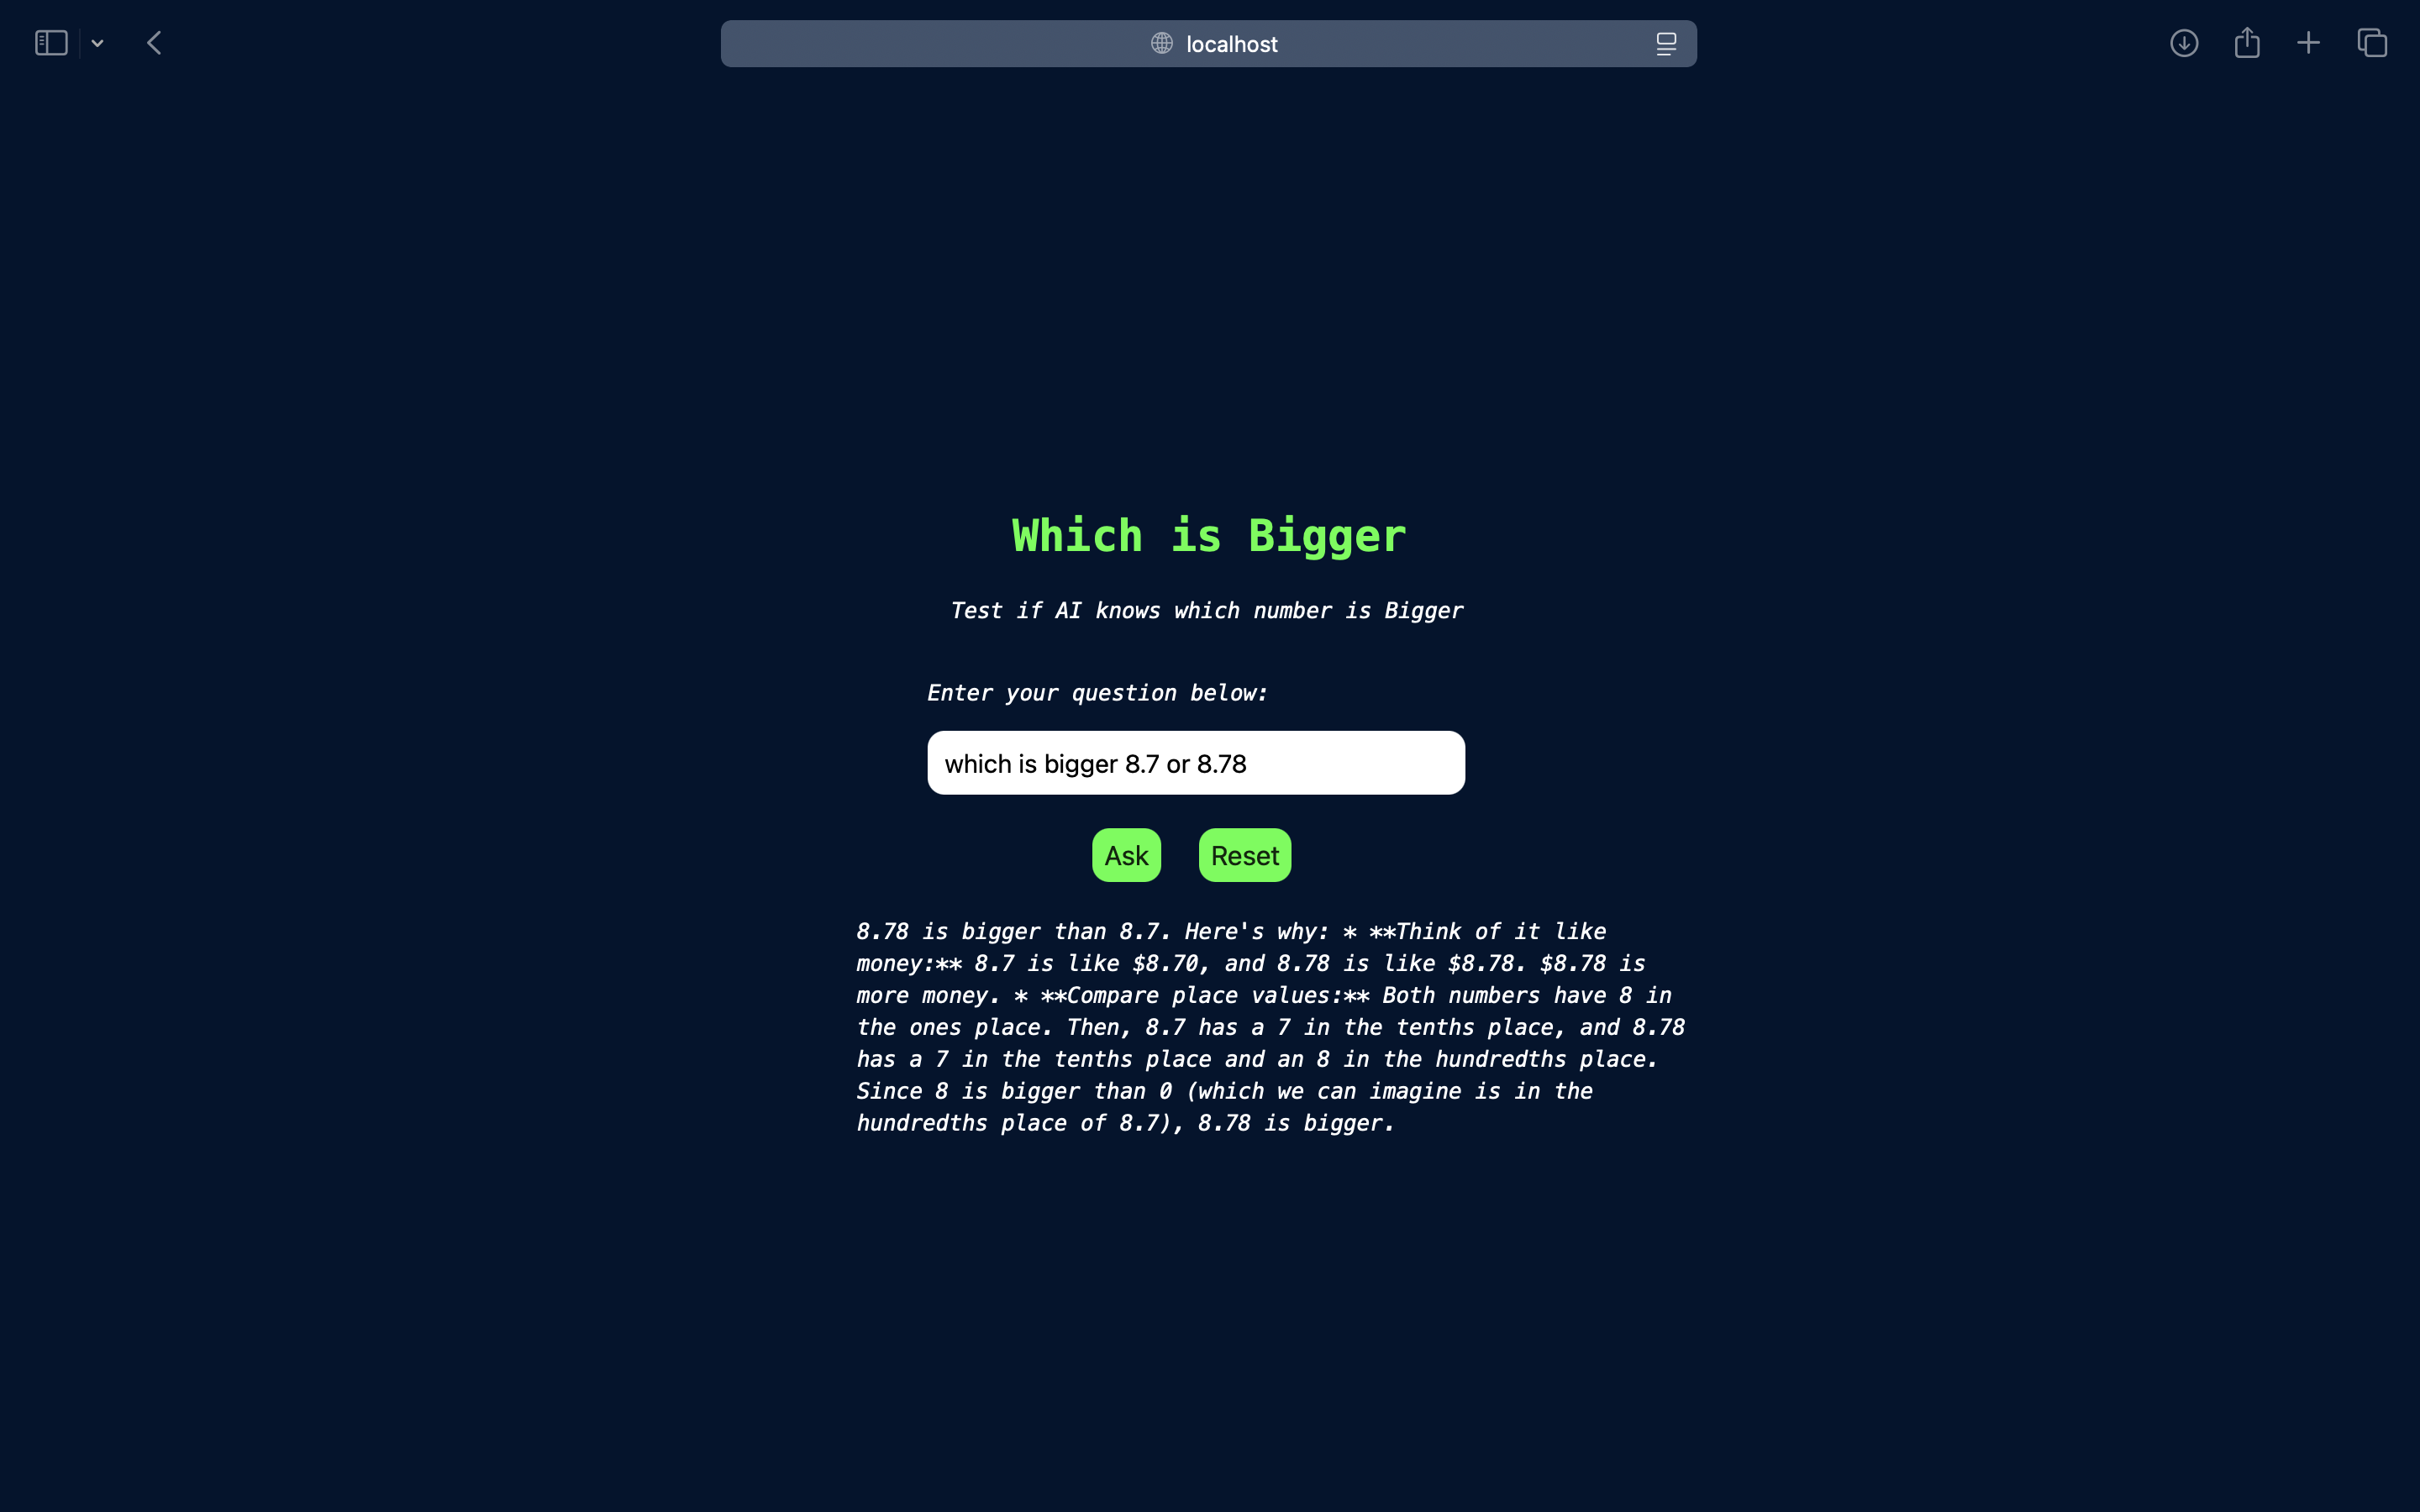 localhost
Which is Bigger
Test if AI knows which number is Bigger
Enter your question below:
which is bigger 8.7 or 8.78
Ask Reset
8.78 is bigger than 8.7. Here's why: * **Think of it like
money:** 8.7 is like $8.70, and 8.78 is like $8.78. $8.78 is
more money. * **Compare place values:** Both numbers have 8 in
the ones place. Then, 8.7 has a 7 in the tenths place, and 8.78
has a 7 in the tenths place and an 8 in the hundredths place.
Since 8 is bigger than 0 (which we can imagine is in the
hundredths place of 8.7), 8.78 is bigger.